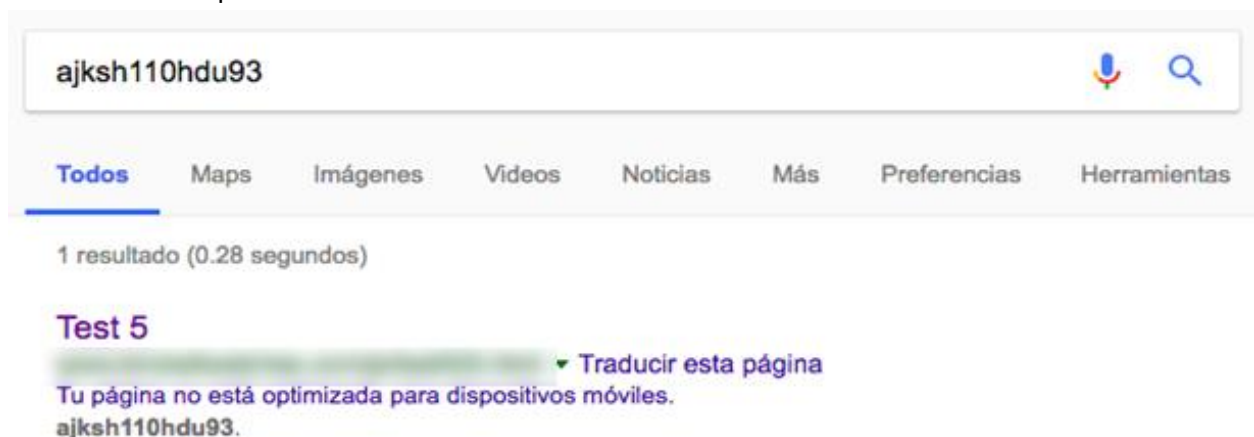 ajksh110hdu93
Todos Maps Imágenes Videos Noticias Más Preferencias Herramientas
1 resultado (0.28 segundos)
Test 5
Traducir esta página
Tu página no está optimizada para dispositivos móviles.
ajksh110hdu93.